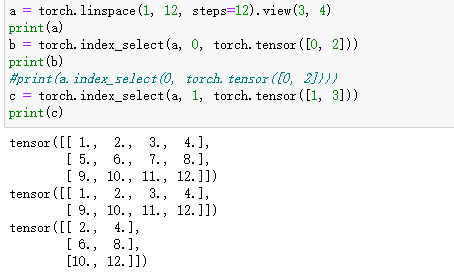 a = torch.linspace(1, 12, steps=12).view(3, 4)
print(a)
b = torch.index_select(a, 0, torch.tensor([0, 2]))
print(b)
#print(a.index_select(0, torch.tensor([0, 2])))
c = torch.index_select(a, 1, torch.tensor([1, 3]))
print(c)
tensor([[ 1.,  2.,  3.,  4.],
        [ 5.,  6.,  7.,  8.],
        [ 9., 10., 11., 12.]])
tensor([[ 1.,  2.,  3.,  4.],
        [ 9., 10., 11., 12.]])
tensor([[ 2.,  4.],
        [ 6.,  8.],
        [10., 12.]])